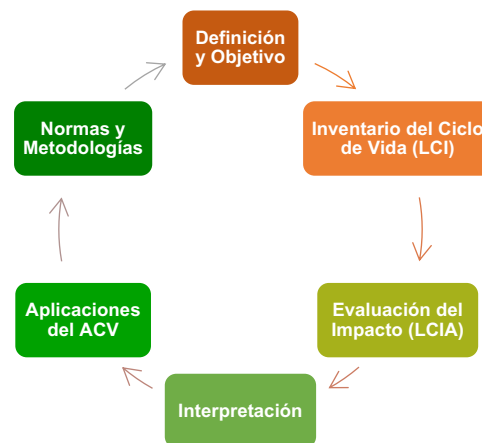 Definición
y Objetivo
Inventario del Ciclo
de Vida (LCI)
Evaluación del
Impacto (LCIA)
Interpretación
Aplicaciones
del ACV
Normas y
Metodologías